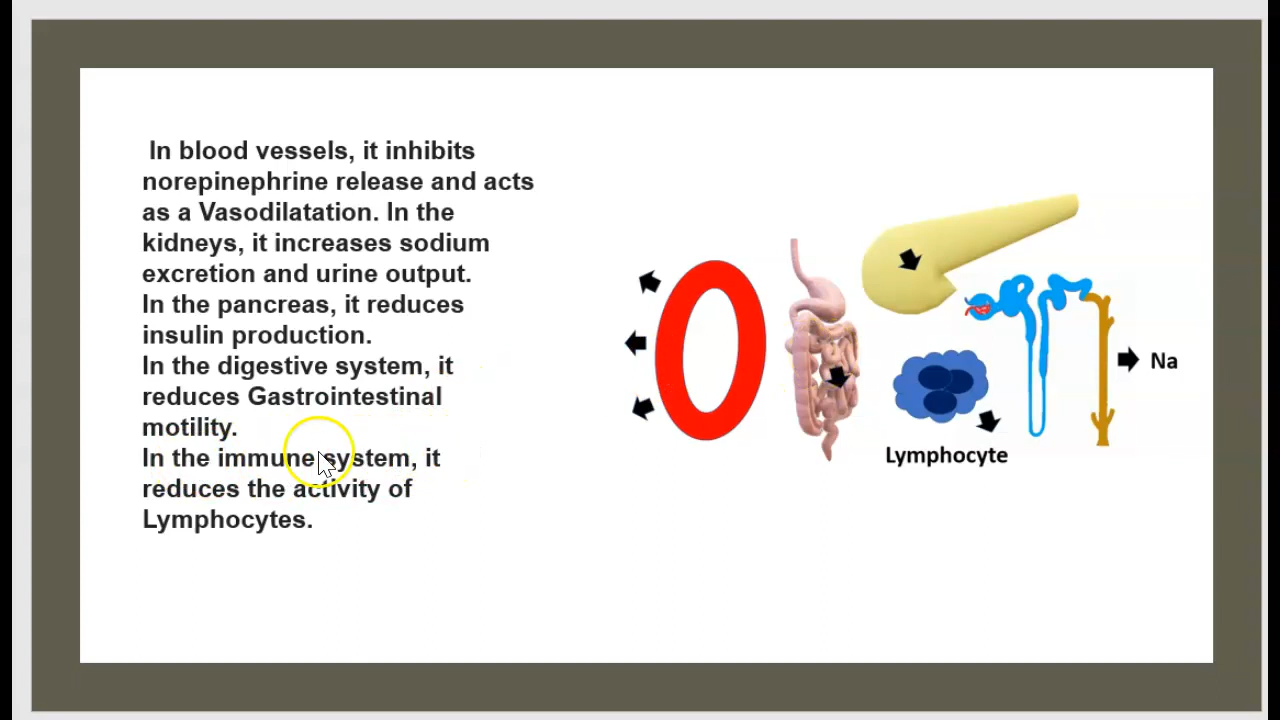 In blood vessels, it inhibits
norepinephrine release and acts
as a Vasodilatation. In the
kidneys, it increases sodium
excretion and urine output.
In the pancreas, it reduces
insulin production.
In the digestive system, it
reduces Gastrointestinal
motility.
In the immune system, it
reduces the activity of
Lymphocytes.
Na
Lymphocyte